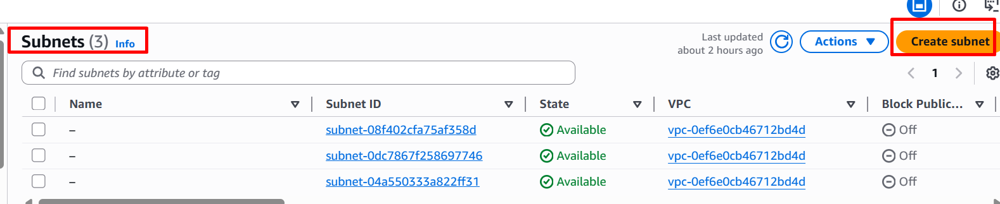 Subnets (3) Info
Last updated
about 2 hours ago
Actions
Create subnet
Find subnets by attribute or tag
1
Name Subnet ID State VPC Block Public...
– subnet-08f402cfa75af358d Available vpc-0ef6e0cb46712bd4d Off
– subnet-0dc7867f258697746 Available vpc-0ef6e0cb46712bd4d Off
– subnet-04a550333a822ff31 Available vpc-0ef6e0cb46712bd4d Off